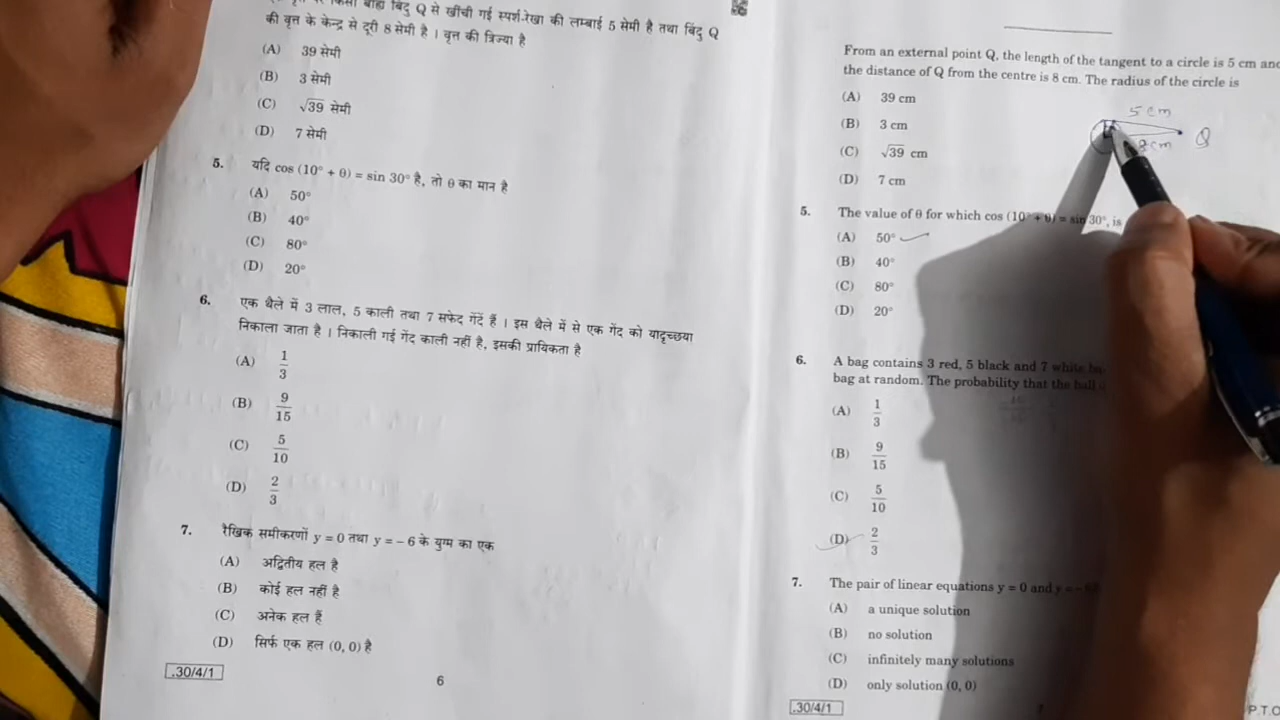 बाह्य बिंदु Q से खींची गई स्पर्श-रेखा की लम्बाई 5 सेमी है तथा बिंदु Q
की वृत्त के केन्द्र से दूरी 8 सेमी है । वृत्त की त्रिज्या है
(A) 39 सेमी
(B) 3 सेमी
(C) √39 सेमी
(D) 7 सेमी
5. यदि cos (10° + θ) = sin 30° है, तो θ का मान है
(A) 50°
(B) 40°
(C) 80°
(D) 20°
6. एक थैले में 3 लाल, 5 काली तथा 7 सफेद गेंदें हैं । इस थैले में से एक गेंद को यादृच्छया
निकाला जाता है । निकाली गई गेंद काली नहीं है, इसकी प्रायिकता है
(A) 1/3
(B) 9/15
(C) 5/10
(D) 2/3
7. रैखिक समीकरणों y = 0 तथा y = – 6 के युग्म का एक
(A) अद्वितीय हल है
(B) कोई हल नहीं है
(C) अनेक हल हैं
(D) सिर्फ एक हल (0, 0) है
.30/4/1
6
From an external point Q, the length of the tangent to a circle is 5 cm and
the distance of Q from the centre is 8 cm. The radius of the circle is
(A) 39 cm
(B) 3 cm
(C) √39 cm
(D) 7 cm
5 cm
8cm
Q
5. The value of θ for which cos (10° + θ) = sin 30°, is
(A) 50°
(B) 40°
(C) 80°
(D) 20°
6. A bag contains 3 red, 5 black and 7 white
bag at random. The probability that the ball
(A) 1/3
(B) 9/15
(C) 5/10
(D) 2/3
7. The pair of linear equations y = 0 and y = –
(A) a unique solution
(B) no solution
(C) infinitely many solutions
(D) only solution (0, 0)
.30/4/1
P.T.O